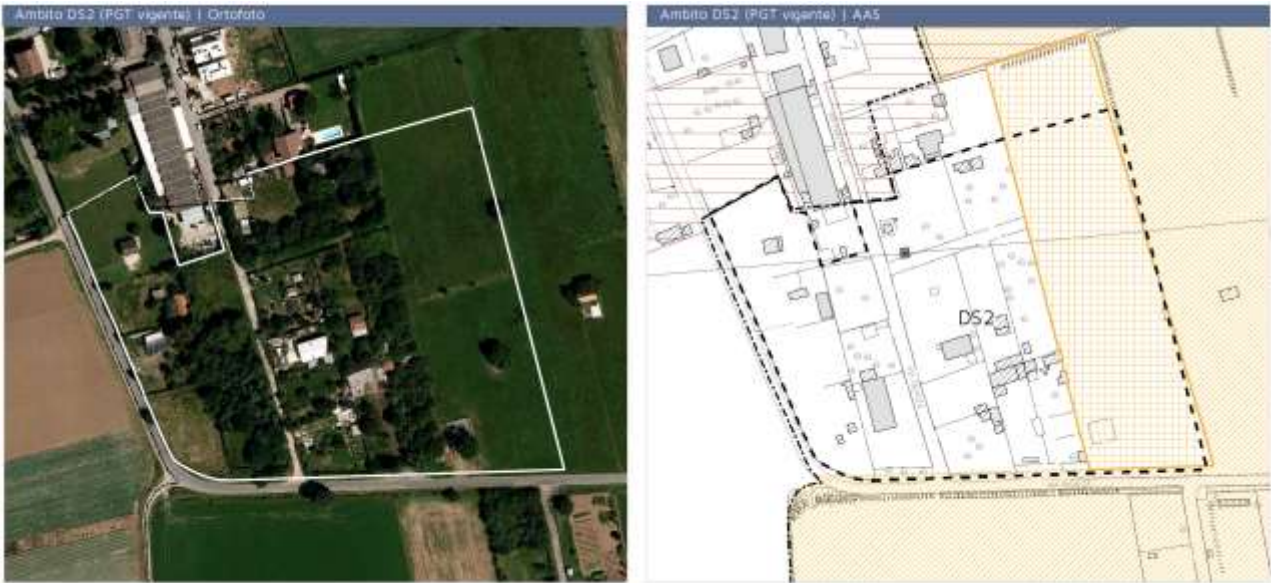 Ambito DS2 (PGT vigente) | Ortofoto
Ambito DS2 (PGT vigente) | AAS
DS2